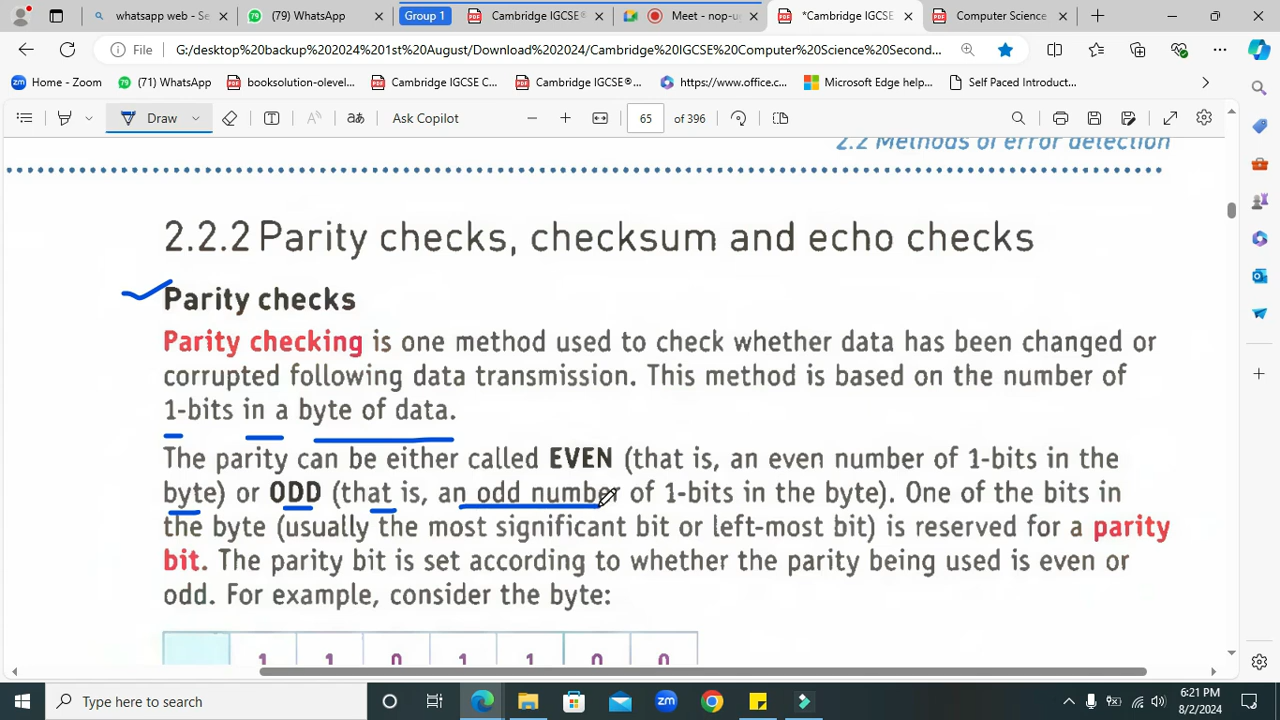 whatsapp wels - Se
(79) WhatsApp
Group 1
Cambridge IGCSE®
Meet - nop-u
*Cambridge IGCSE
Computer Science
File
G:/desktop%20backup%202024%201st%20August/Download%202024/Cambridge%20IGCSE%20Computer%20Science%20Second...
Home - Zoom
(71) WhatsApp
booksolution-olevel...
Cambridge IGCSE C...
Cambridge IGCSE®...
https://www.office.c...
Microsoft Edge help...
Self Paced Introduct...
Draw
Ask Copilot
65 of 396
2.2 Methods of error detection
2.2.2 Parity checks, checksum and echo checks
Parity checks
Parity checking is one method used to check whether data has been changed or
corrupted following data transmission. This method is based on the number of
1-bits in a byte of data.
The parity can be either called EVEN (that is, an even number of 1-bits in the
byte) or ODD (that is, an odd number of 1-bits in the byte). One of the bits in
the byte (usually the most significant bit or left-most bit) is reserved for a parity
bit. The parity bit is set according to whether the parity being used is even or
odd. For example, consider the byte:
1 1 0 1 1 0 0
Type here to search
6:21 PM
8/2/2024